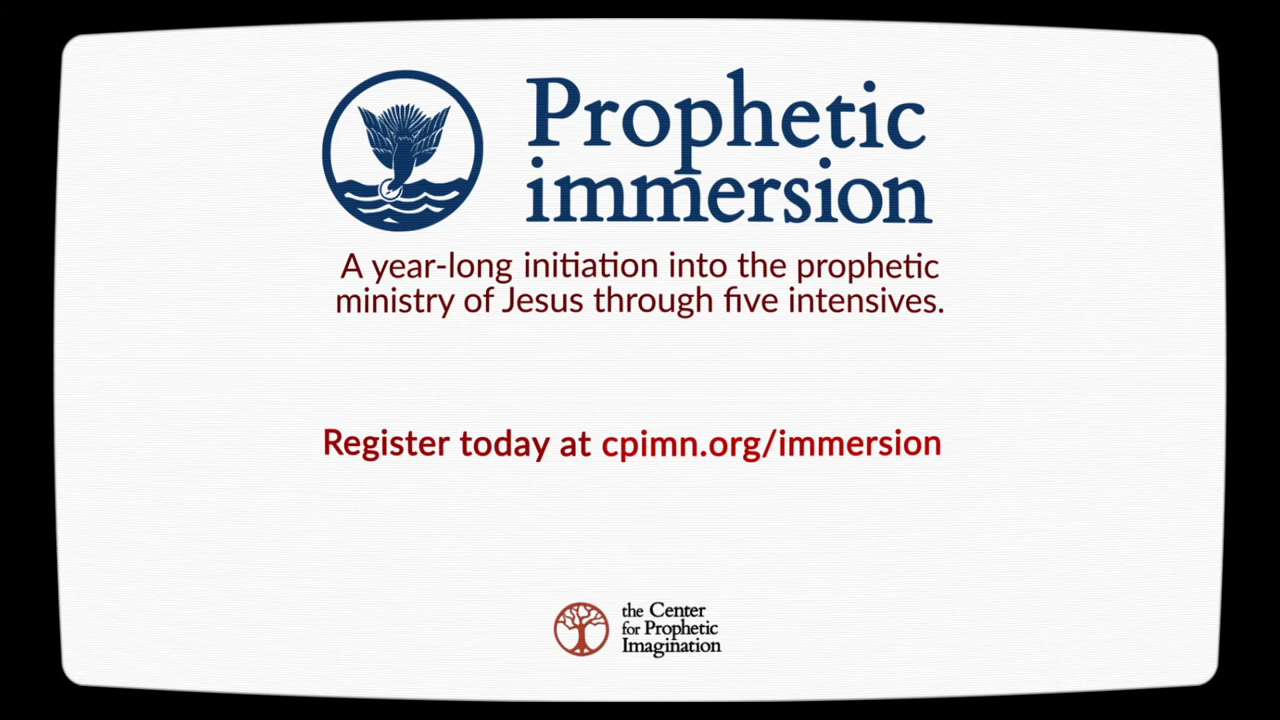 Prophetic
immersion
A year-long initiation into the prophetic
ministry of Jesus through five intensives.
Register today at cpimn.org/immersion
the Center
for Prophetic
Imagination